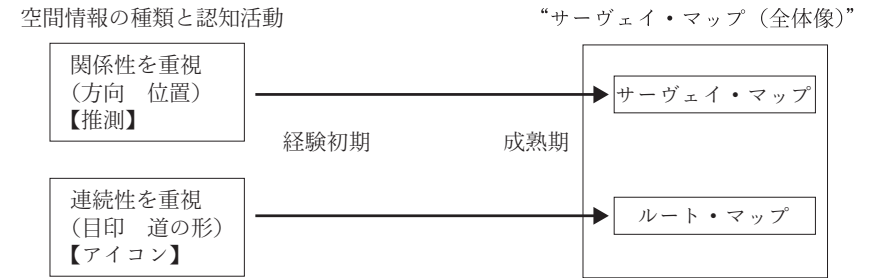 空間情報の種類と認知活動
“サーヴェイ・マップ（全体像）”
関係性を重視
（方向　位置）
【推測】
サーヴェイ・マップ
経験初期
成熟期
連続性を重視
（目印　道の形）
【アイコン】
ルート・マップ